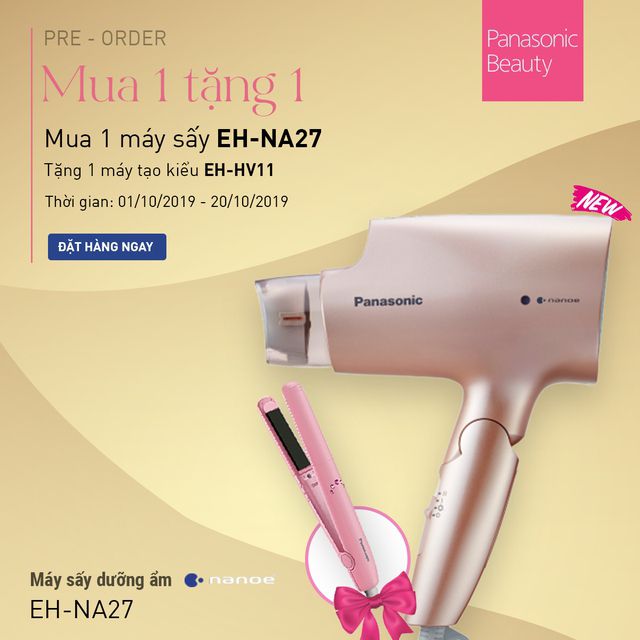 PRE - ORDER
Mua 1 tặng 1
Mua 1 máy sấy EH-NA27
Tặng 1 máy tạo kiểu EH-HV11
Thời gian: 01/10/2019 - 20/10/2019
ĐẶT HÀNG NGAY
Panasonic
Beauty
NEW
Panasonic
nanoe
Panasonic
Máy sấy dưỡng ẩm nanoe
EH-NA27